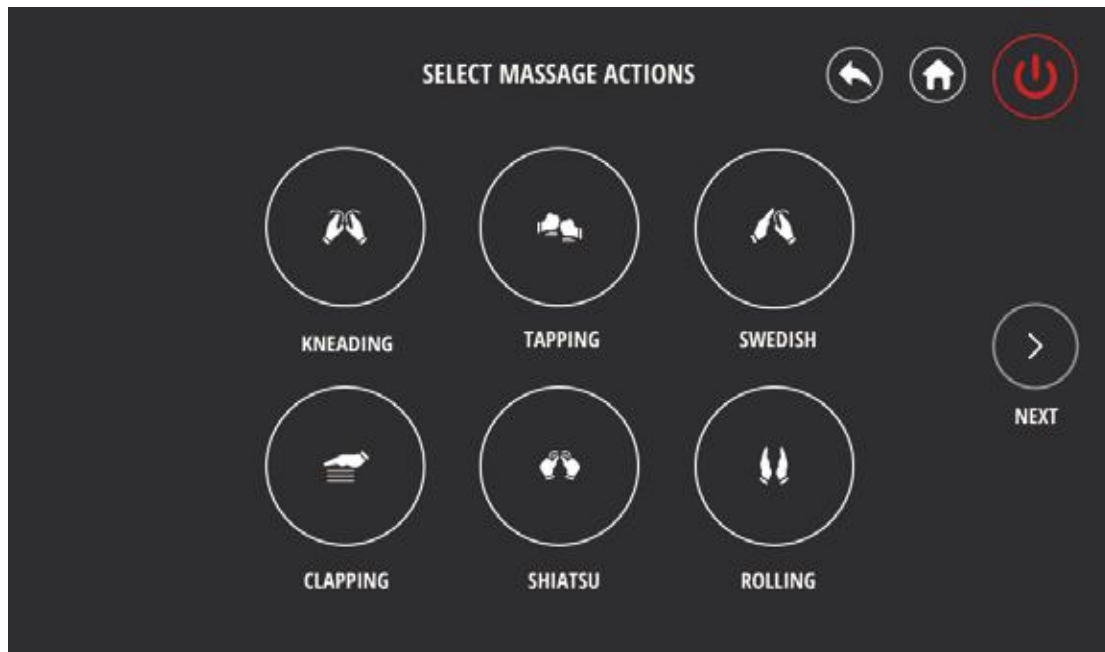 SELECT MASSAGE ACTIONS
KNEADING
TAPPING
SWEDISH
NEXT
CLAPPING
SHIATSU
ROLLING